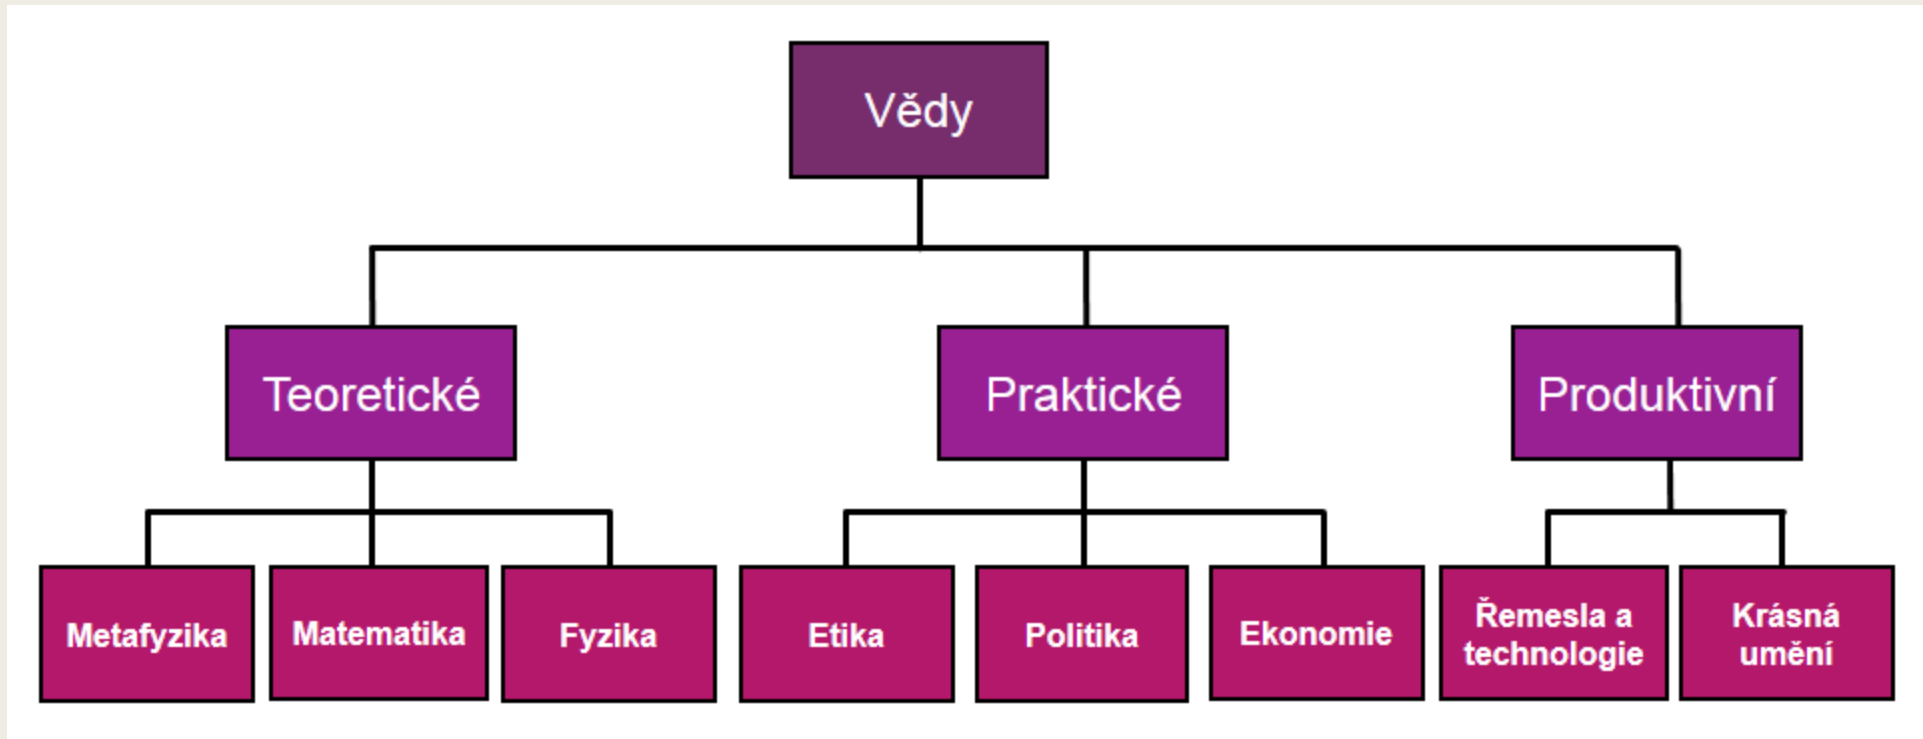 Vědy
Teoretické
Praktické
Produktivní
Metafyzika
Matematika
Fyzika
Etika
Politika
Ekonomie
Řemesla a
technologie
Krásná
umění